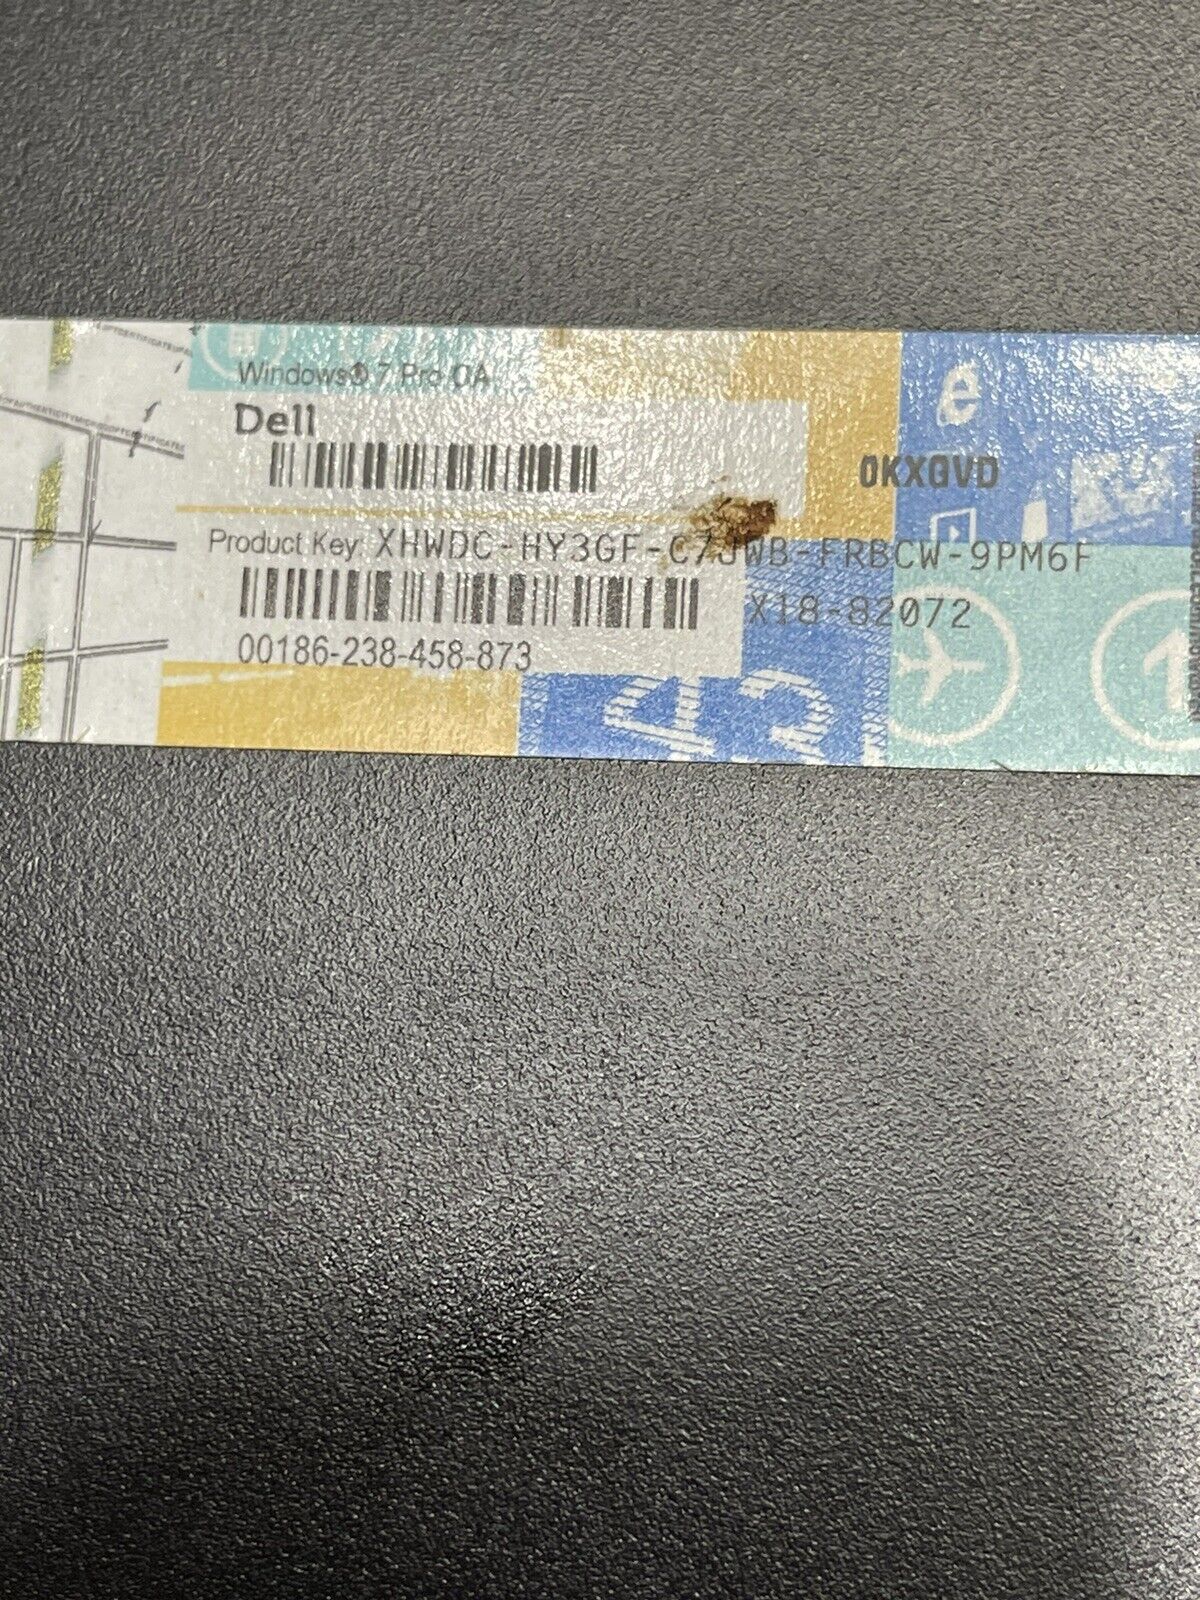 Windows® 7 Pro OA
Dell
0KXGVD
Product Key: XHWDC-HY3GF-C7JWB-FRBCW-9PM6F
X18-82072
00186-238-458-873
1